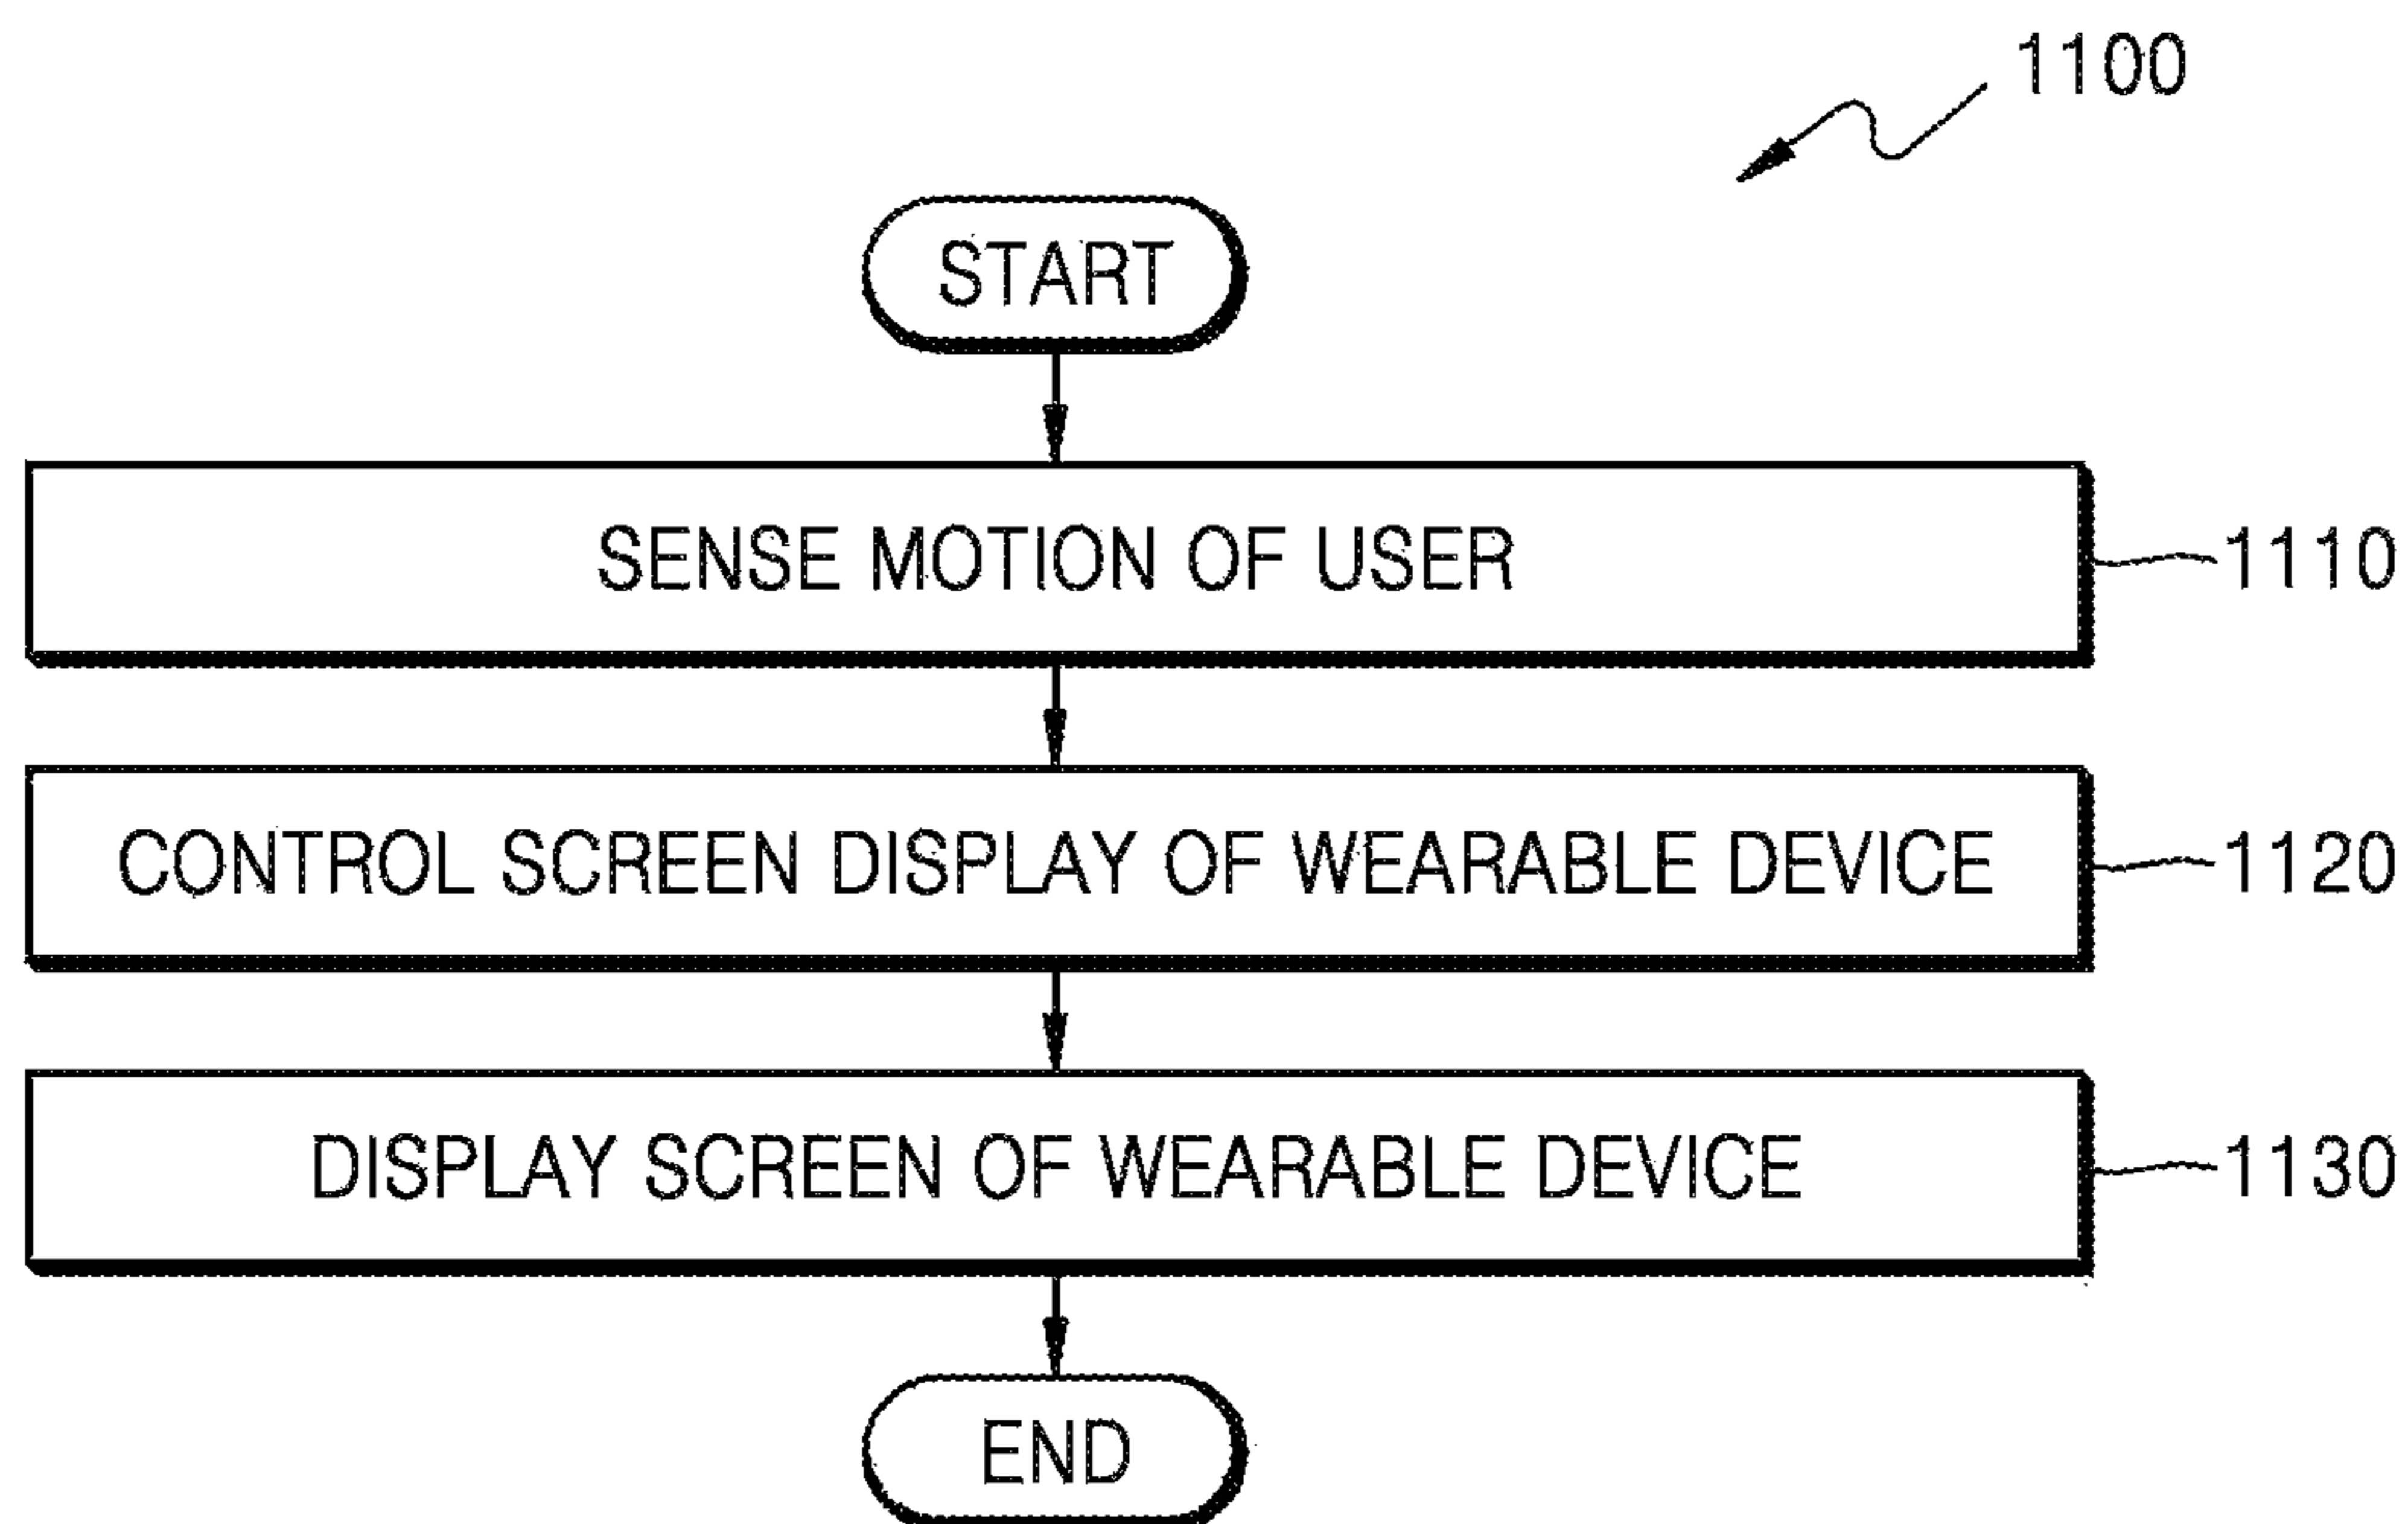 1100
START
SENSE MOTION OF USER
1110
CONTROL SCREEN DISPLAY OF WEARABLE DEVICE
1120
DISPLAY SCREEN OF WEARABLE DEVICE
1130
END